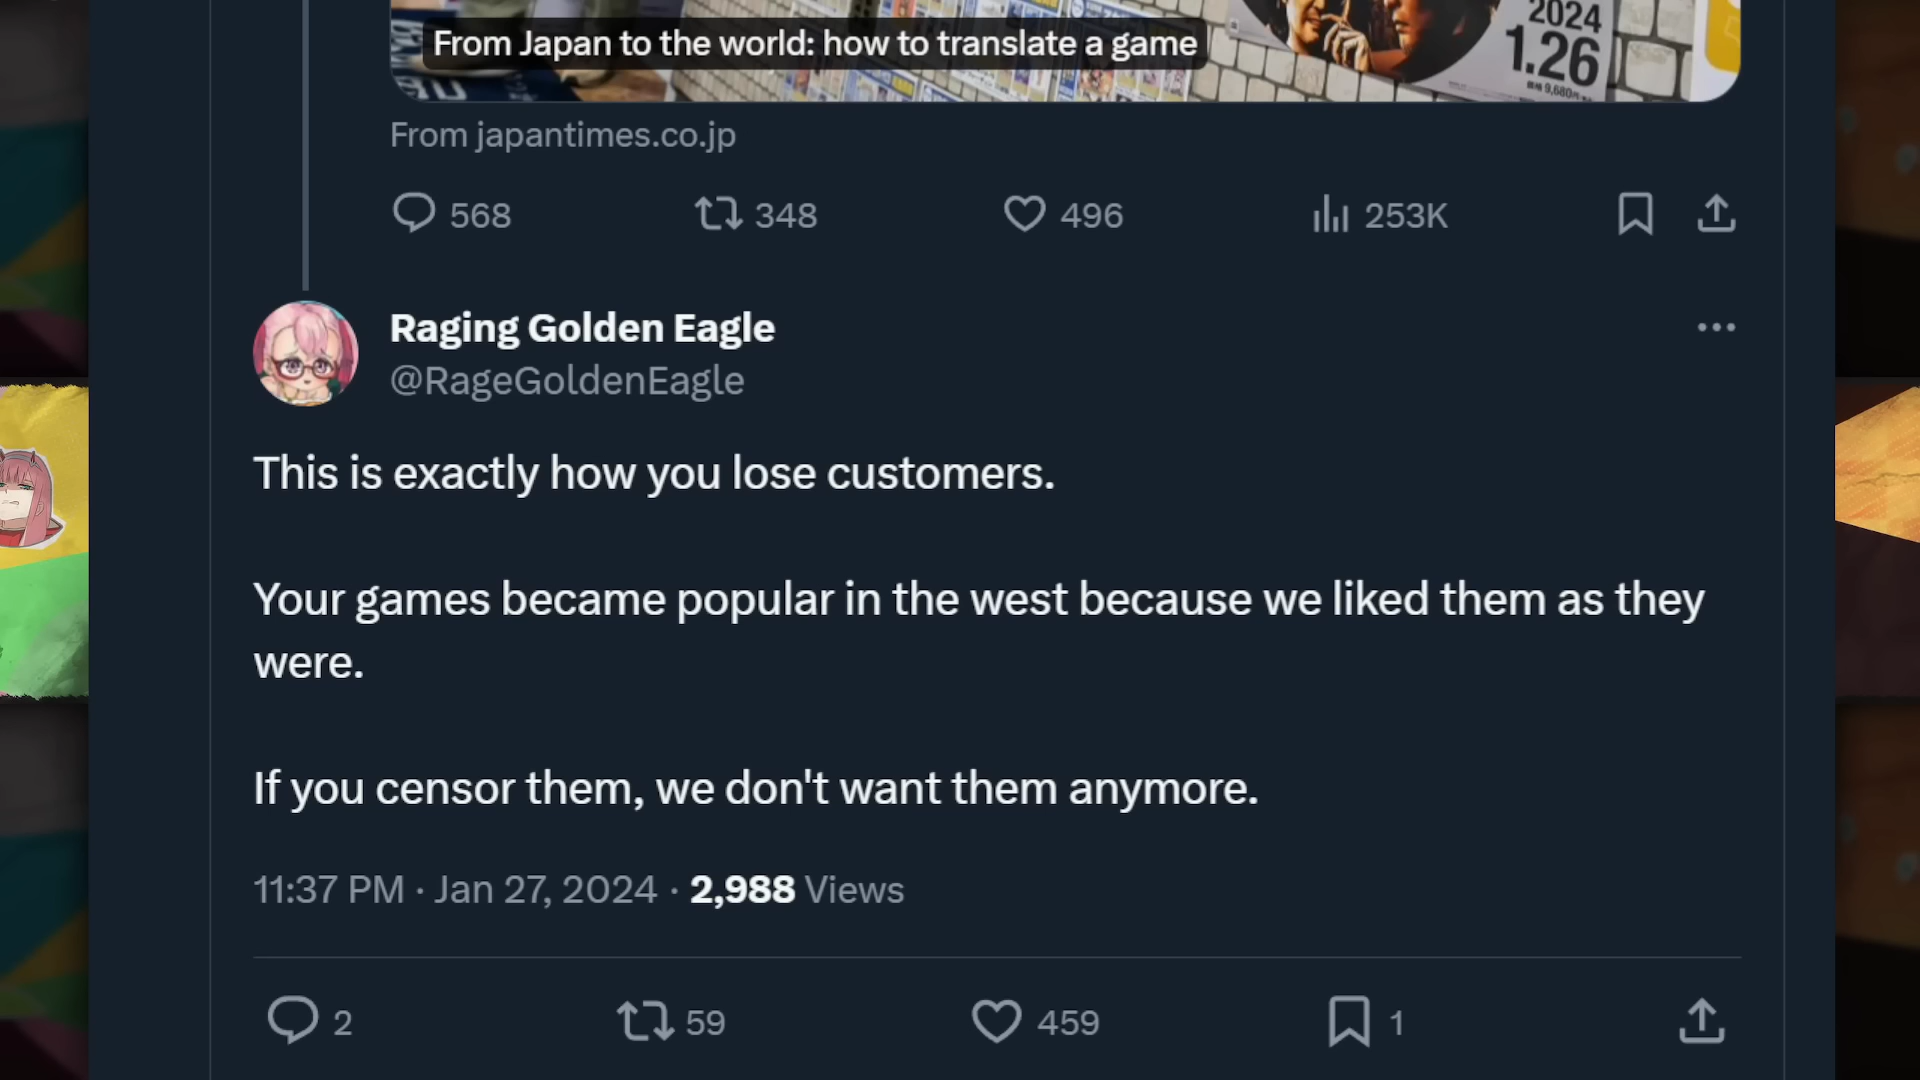 2024
1.26
From Japan to the world: how to translate a game
From japantimes.co.jp
568 348 496 253K
Raging Golden Eagle
@RageGoldenEagle
This is exactly how you lose customers.
Your games became popular in the west because we liked them as they
were.
If you censor them, we don't want them anymore.
11:37 PM · Jan 27, 2024 · 2,988 Views
2 59 459 1